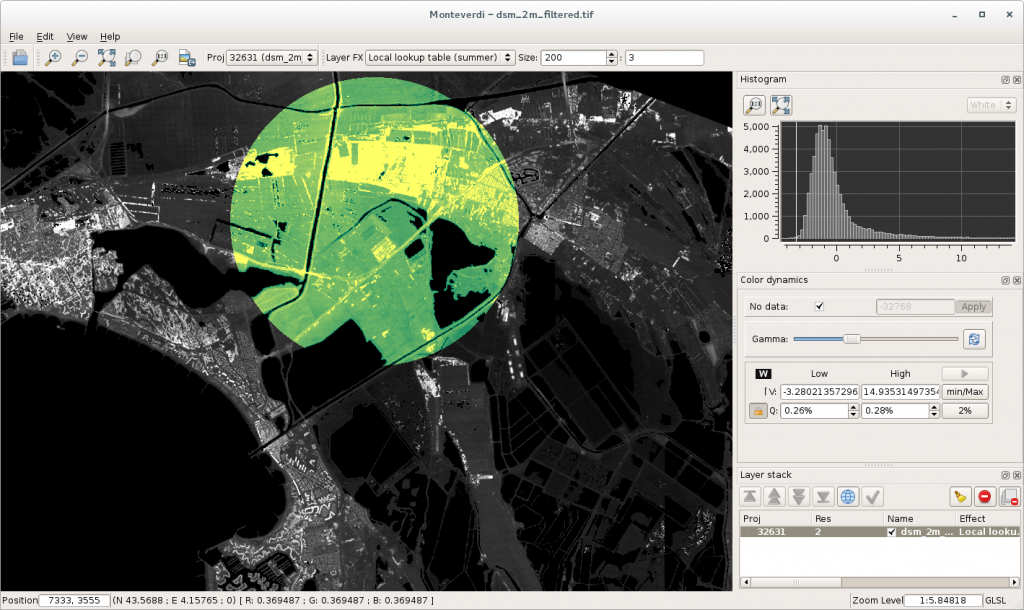 Monteverdi – dsm_2m_filtered.tif
File Edit View Help
Proj 32631 (dsm_2m Layer FX Local lookup table (summer) Size: 200 : 3
Histogram
White
5,000
4,000
3,000
2,000
1,000
0
0 5 10
Color dynamics
No data: -32768 Apply
Gamma:
W Low High
V: -3.28021357296 14.9353149735 min/Max
Q: 0.26% 0.28% 2%
Layer stack
Proj Res Name Effect
32631 2 dsm_2m_... Local looku.
Position 7333, 3555 (N 43.5688 ; E 4.15765 ; 0) [ R: 0.369487 ; G: 0.369487 ; B: 0.369487 ] Zoom Level 1:5.84818 GLSL